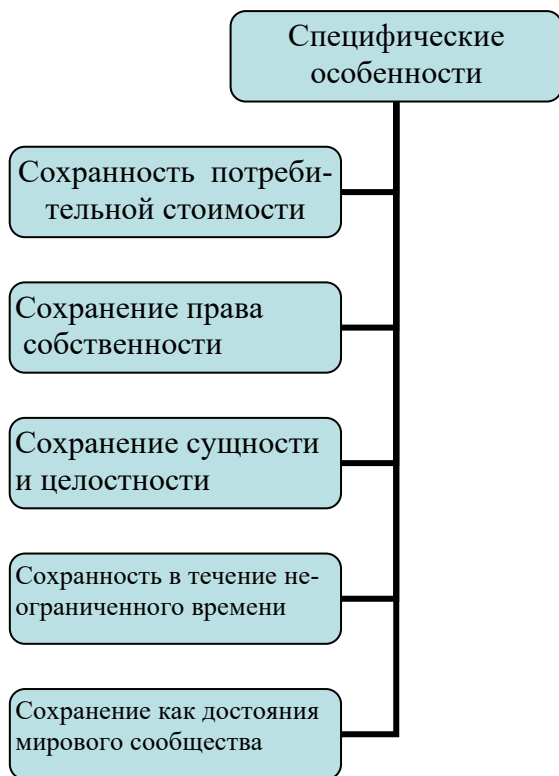 Специфические
особенности
Сохранность потреби-
тельной стоимости
Сохранение права
собственности
Сохранение сущности
и целостности
Сохранность в течение не-
ограниченного времени
Сохранение как достояния
мирового сообщества